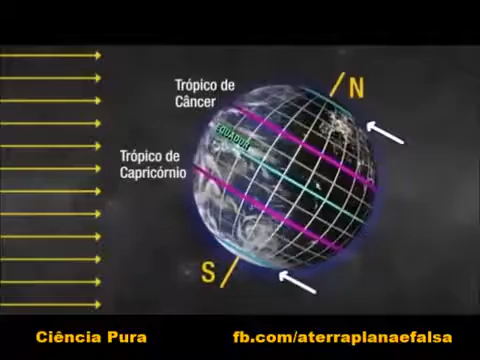 N
Trópico de
Câncer
EQUADOR
Trópico de
Capricórnio
S
Ciência Pura
fb.com/aterraplanaefalsa